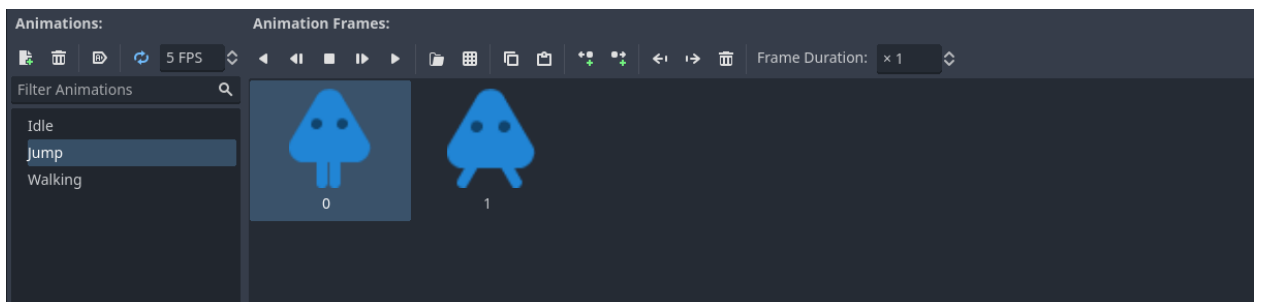 Animations:
Animation Frames:
5 FPS
Frame Duration:
× 1
Filter Animations
Idle
Jump
Walking
0
1